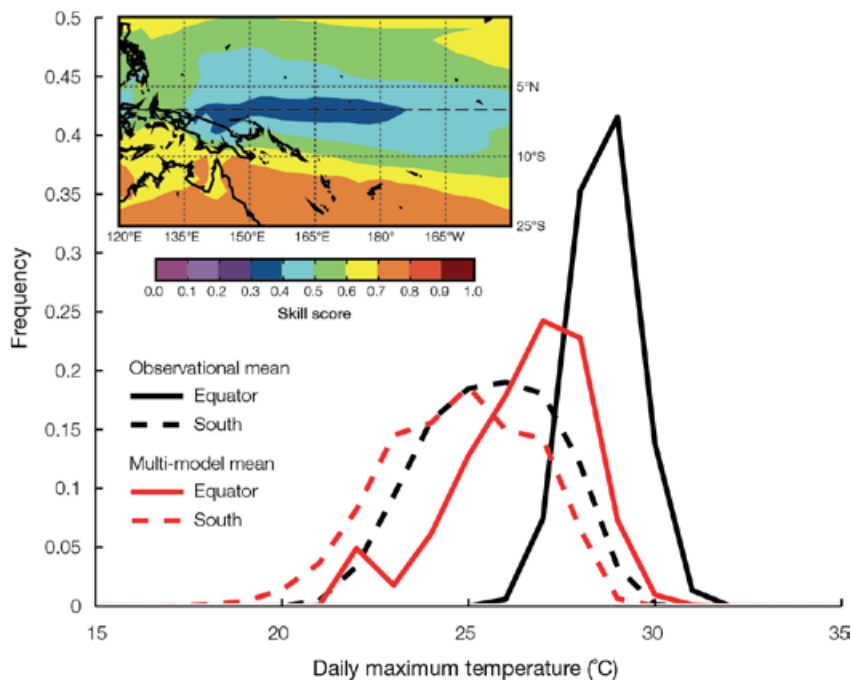 0.5
0.45
0.4
0.35
0.3
0.25
0.2
0.15
0.1
0.05
0
Frequency
5°N
10°S
25°S
120°E 135°E 150°E 165°E 180° 165°W
0.0 0.1 0.2 0.3 0.4 0.5 0.6 0.7 0.8 0.9 1.0
Skill score
Observational mean
Equator
South
Multi-model mean
Equator
South
15 20 25 30 35
Daily maximum temperature (°C)